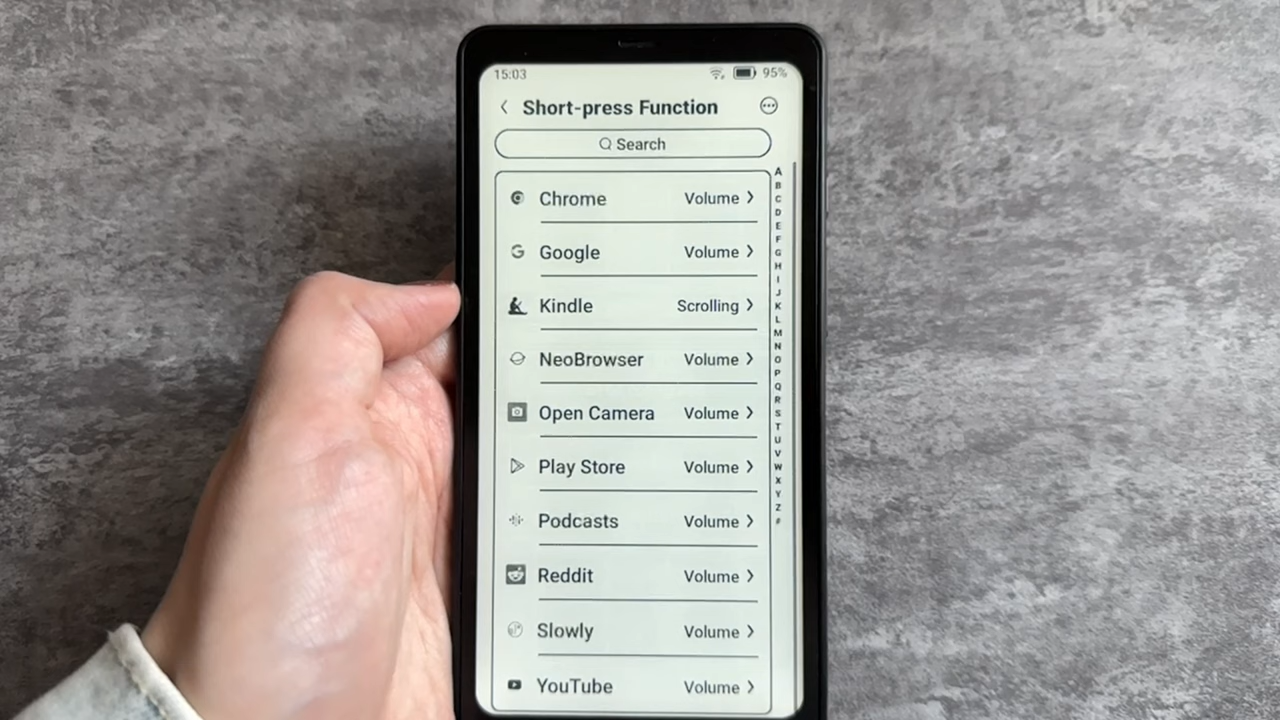 15:03 95%
Short-press Function
Search
Chrome Volume
Google Volume
Kindle Scrolling
NeoBrowser Volume
Open Camera Volume
Play Store Volume
Podcasts Volume
Reddit Volume
Slowly Volume
YouTube Volume
A
B
C
D
E
F
G
H
I
J
K
L
M
N
O
P
Q
R
S
T
U
V
W
X
Y
Z
#